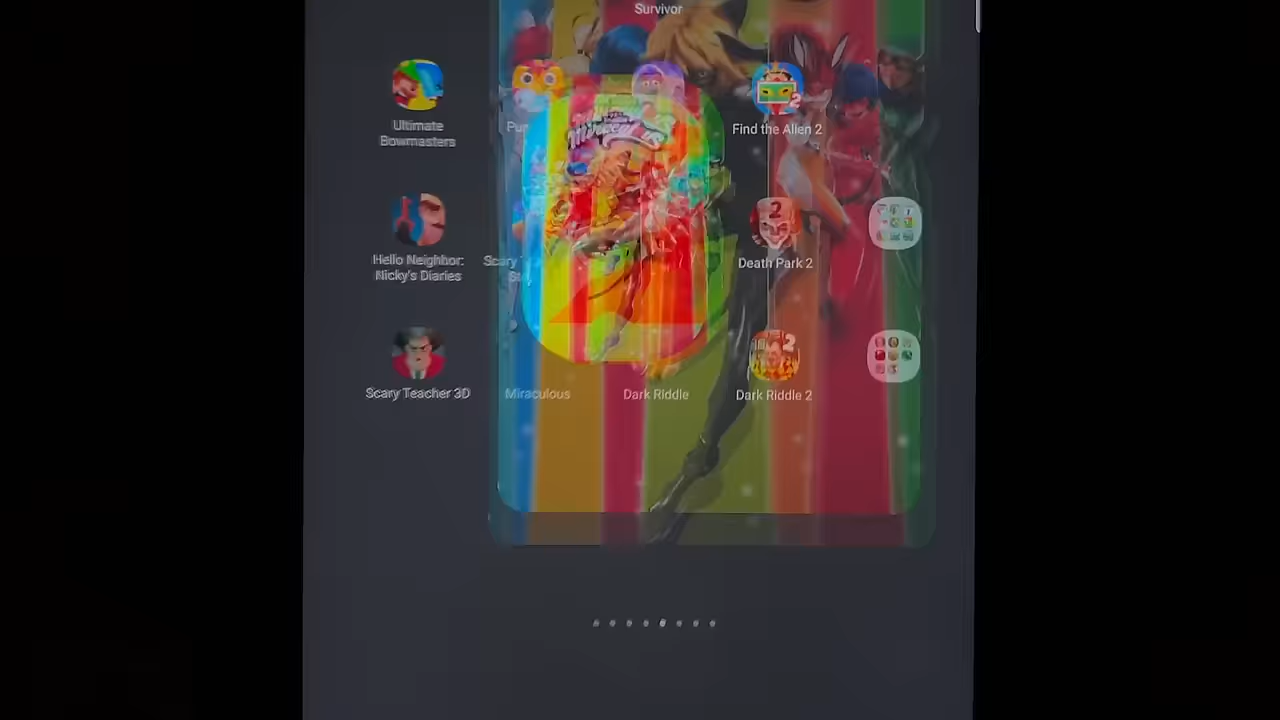 Survivor
Find the Alien 2
Ultimate
Bowmasters
Death Park 2
Hello Neighbor:
Nicky's Diaries
Scary Teacher 3D
Miraculous
Dark Riddle
Dark Riddle 2